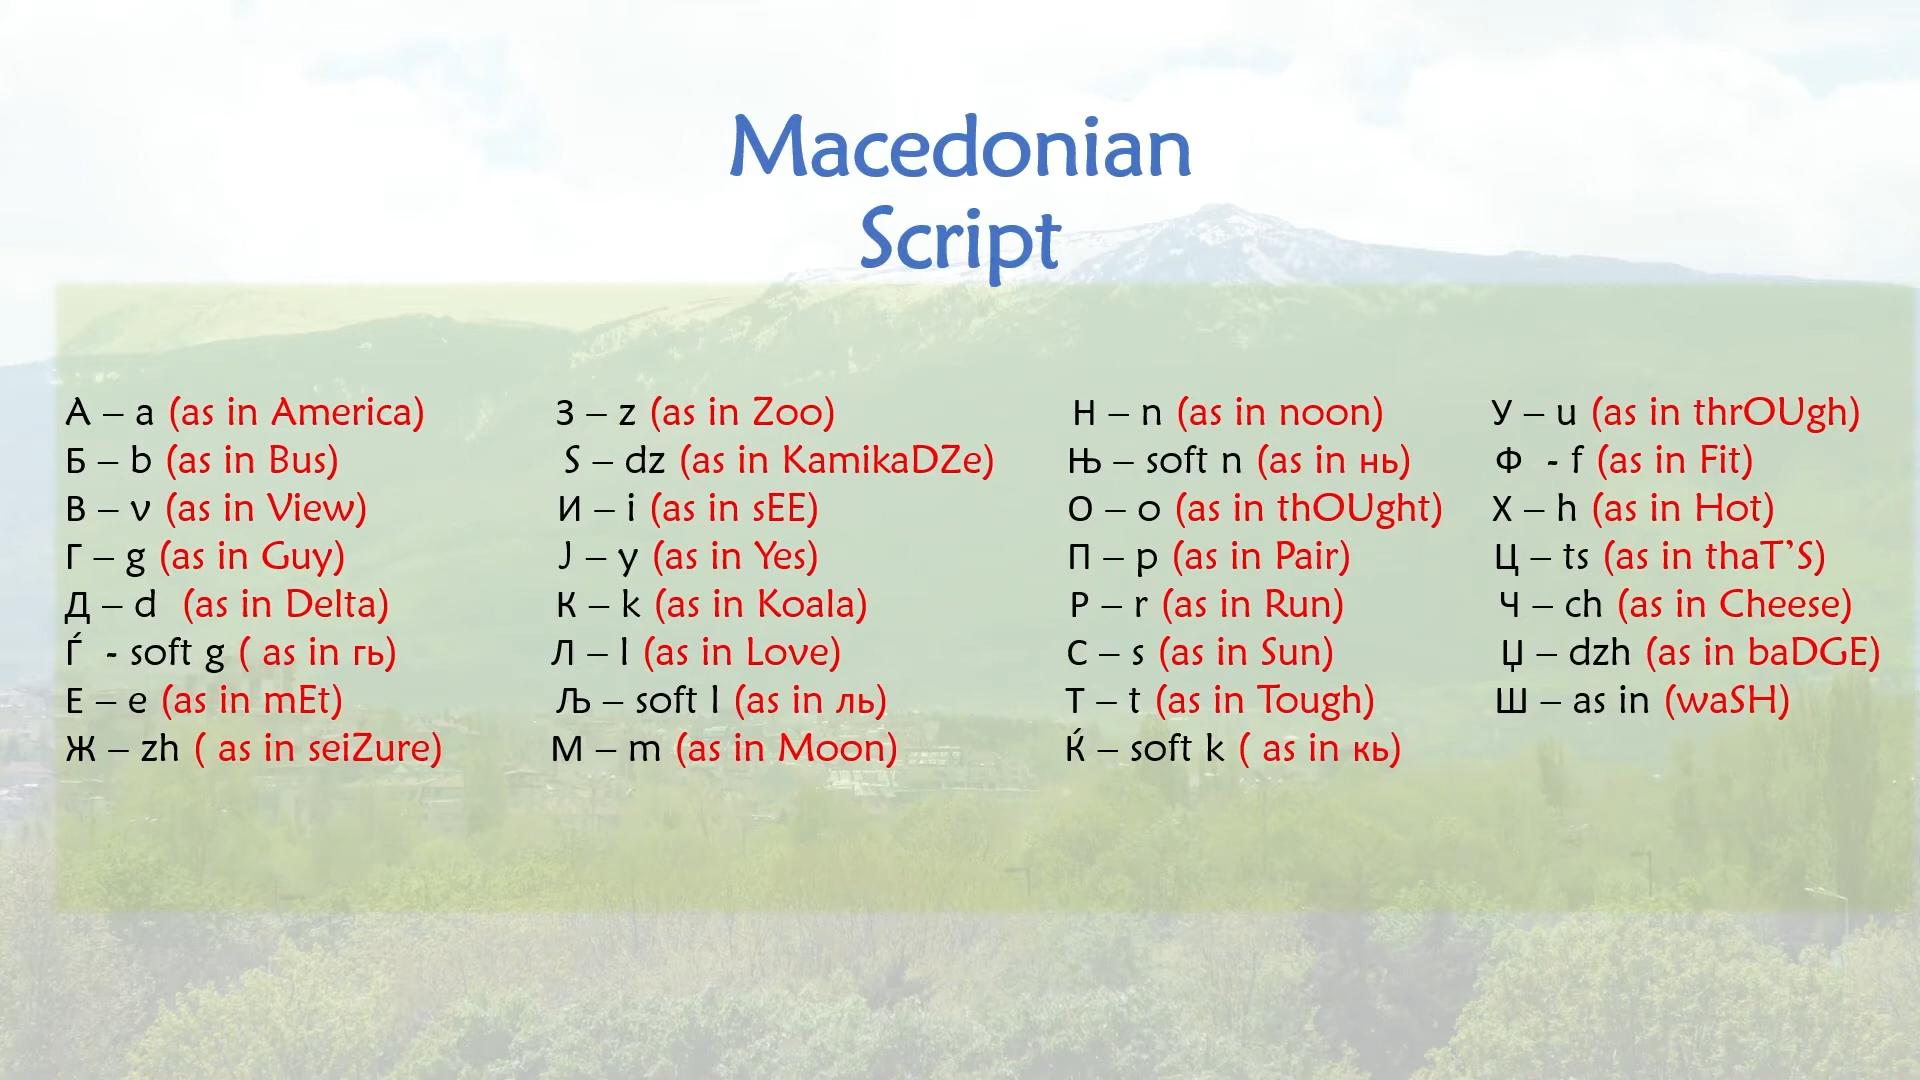 Macedonian
Script
А – a (as in America)
Б – b (as in Bus)
В – v (as in View)
Г – g (as in Guy)
Д – d (as in Delta)
Ѓ - soft g ( as in гь)
Е – e (as in mEt)
Ж – zh ( as in seiZure)
З – z (as in Zoo)
Ѕ – dz (as in KamikaDZe)
И – i (as in sEE)
Ј – y (as in Yes)
К – k (as in Koala)
Л – l (as in Love)
Љ – soft l (as in ль)
М – m (as in Moon)
Н – n (as in noon)
Њ – soft n (as in нь)
О – o (as in thOUght)
П – p (as in Pair)
Р – r (as in Run)
С – s (as in Sun)
Т – t (as in Tough)
Ќ – soft k ( as in кь)
У – u (as in thrOUgh)
Ф - f (as in Fit)
Х – h (as in Hot)
Ц – ts (as in thaT’S)
Ч – ch (as in Cheese)
Џ – dzh (as in baDGE)
Ш – as in (waSH)